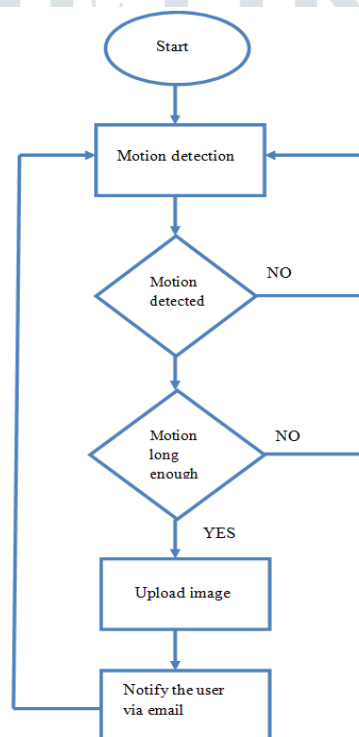 Start
Motion detection
Motion
detected
NO
Motion
long
enough
NO
YES
Upload image
Notify the user
via email